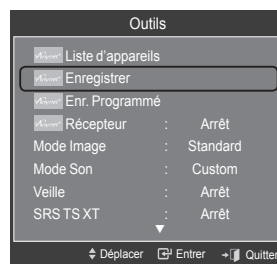 Outils
Liste d'appareils
Enregistrer
Enr. Programmé
Récepteur : Arrêt
Mode Image : Standard
Mode Son : Custom
Veille : Arrêt
SRS TS XT : Arrêt
Déplacer Entrer Quitter